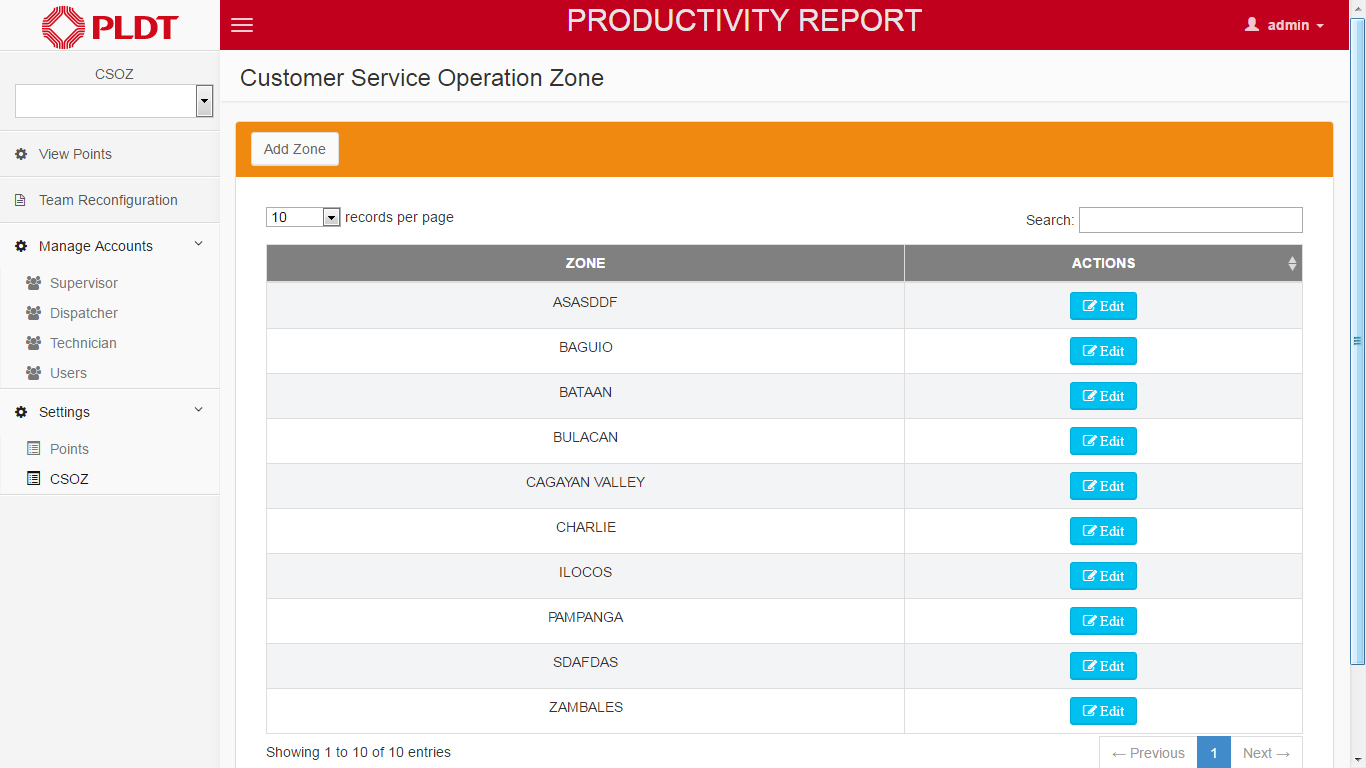 PLDT
PRODUCTIVITY REPORT
admin
CSOZ
Customer Service Operation Zone
Add Zone
View Points
Team Reconfiguration
Manage Accounts
Supervisor
Dispatcher
Technician
Users
Settings
Points
CSOZ
10 records per page
Search:
ZONE ACTIONS
ASASDDF Edit
BAGUIO Edit
BATAAN Edit
BULACAN Edit
CAGAYAN VALLEY Edit
CHARLIE Edit
ILOCOS Edit
PAMPANGA Edit
SDAFDAS Edit
ZAMBALES Edit
Showing 1 to 10 of 10 entries
← Previous 1 Next →